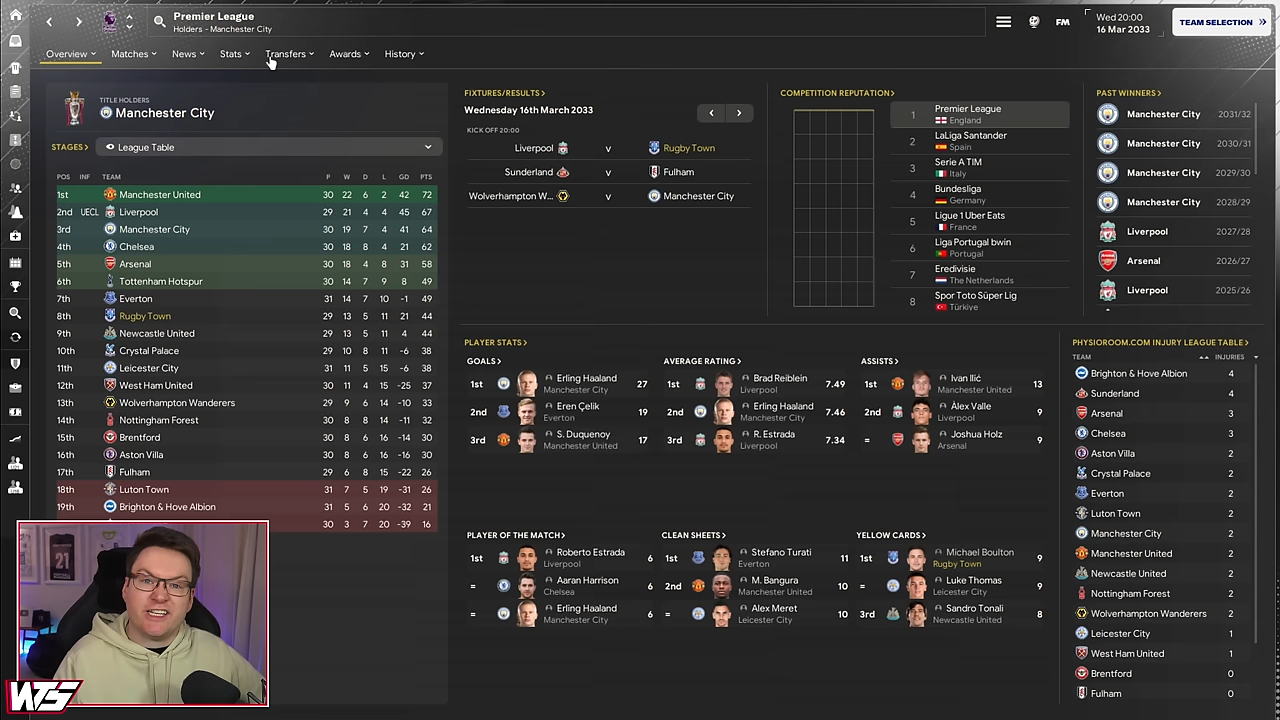 Premier League
Holders - Manchester City
FM
Wed 20:00
16 Mar 2033
TEAM SELECTION
Overview
Matches
News
Stats
Transfers
Awards
History
TITLE HOLDERS
Manchester City
STAGES >
League Table
POS INF TEAM P W D L GD PTS
1st Manchester United 30 22 6 2 42 72
2nd UECL Liverpool 29 21 4 4 45 67
3rd Manchester City 30 19 7 4 41 64
4th Chelsea 30 18 8 4 21 62
5th Arsenal 30 18 4 8 31 58
6th Tottenham Hotspur 30 14 7 9 8 49
7th Everton 31 14 7 10 -1 49
8th Rugby Town 29 13 5 11 21 44
9th Newcastle United 29 13 5 11 4 44
10th Crystal Palace 29 10 8 11 -6 38
11th Leicester City 31 11 5 15 -6 38
12th West Ham United 30 11 4 15 -25 37
13th Wolverhampton Wanderers 29 9 6 14 -10 33
14th Nottingham Forest 30 8 8 14 -11 32
15th Brentford 30 8 6 16 -14 30
16th Aston Villa 30 8 6 16 -16 30
17th Fulham 29 6 8 15 -22 26
18th Luton Town 31 7 5 19 -31 26
19th Brighton & Hove Albion 31 5 6 20 -32 21
30 3 7 20 -39 16
FIXTURES/RESULTS >
Wednesday 16th March 2033
KICK OFF 20:00
Liverpool v Rugby Town
Sunderland v Fulham
Wolverhampton W... v Manchester City
COMPETITION REPUTATION >
1 Premier League
England
2 LaLiga Santander
Spain
3 Serie A TIM
Italy
4 Bundesliga
Germany
5 Ligue 1 Uber Eats
France
6 Liga Portugal bwin
Portugal
7 Eredivisie
The Netherlands
8 Spor Toto Süper Lig
Türkiye
PAST WINNERS >
Manchester City 2031/32
Manchester City 2030/31
Manchester City 2029/30
Manchester City 2028/29
Liverpool 2027/28
Arsenal 2026/27
Liverpool 2025/26
PLAYER STATS >
GOALS >
1st Erling Haaland 27
Manchester City
2nd Eren Çelik 19
Everton
3rd S. Duquenoy 17
Manchester United
AVERAGE RATING >
1st Brad Reiblein 7.49
Liverpool
2nd Erling Haaland 7.46
Manchester City
3rd R. Estrada 7.34
Liverpool
ASSISTS >
1st Ivan Ilić 13
Manchester United
2nd Àlex Valle 9
Liverpool
= Joshua Holz 9
Arsenal
PLAYER OF THE MATCH >
1st Roberto Estrada 6
Liverpool
= Aaran Harrison 6
Chelsea
= Erling Haaland 6
Manchester City
CLEAN SHEETS >
1st Stefano Turati 11
Everton
2nd M. Bangura 10
Manchester United
= Alex Meret 10
Leicester City
YELLOW CARDS >
1st Michael Boulton 9
Rugby Town
= Luke Thomas 9
Leicester City
3rd Sandro Tonali 8
Newcastle United
PHYSIOROOM.COM INJURY LEAGUE TABLE >
TEAM INJURIES
Brighton & Hove Albion 4
Sunderland 4
Arsenal 3
Chelsea 3
Aston Villa 2
Crystal Palace 2
Everton 2
Luton Town 2
Manchester City 2
Manchester United 2
Newcastle United 2
Nottingham Forest 2
Wolverhampton Wanderers 2
Leicester City 1
West Ham United 1
Brentford 0
Fulham 0
21
WTS